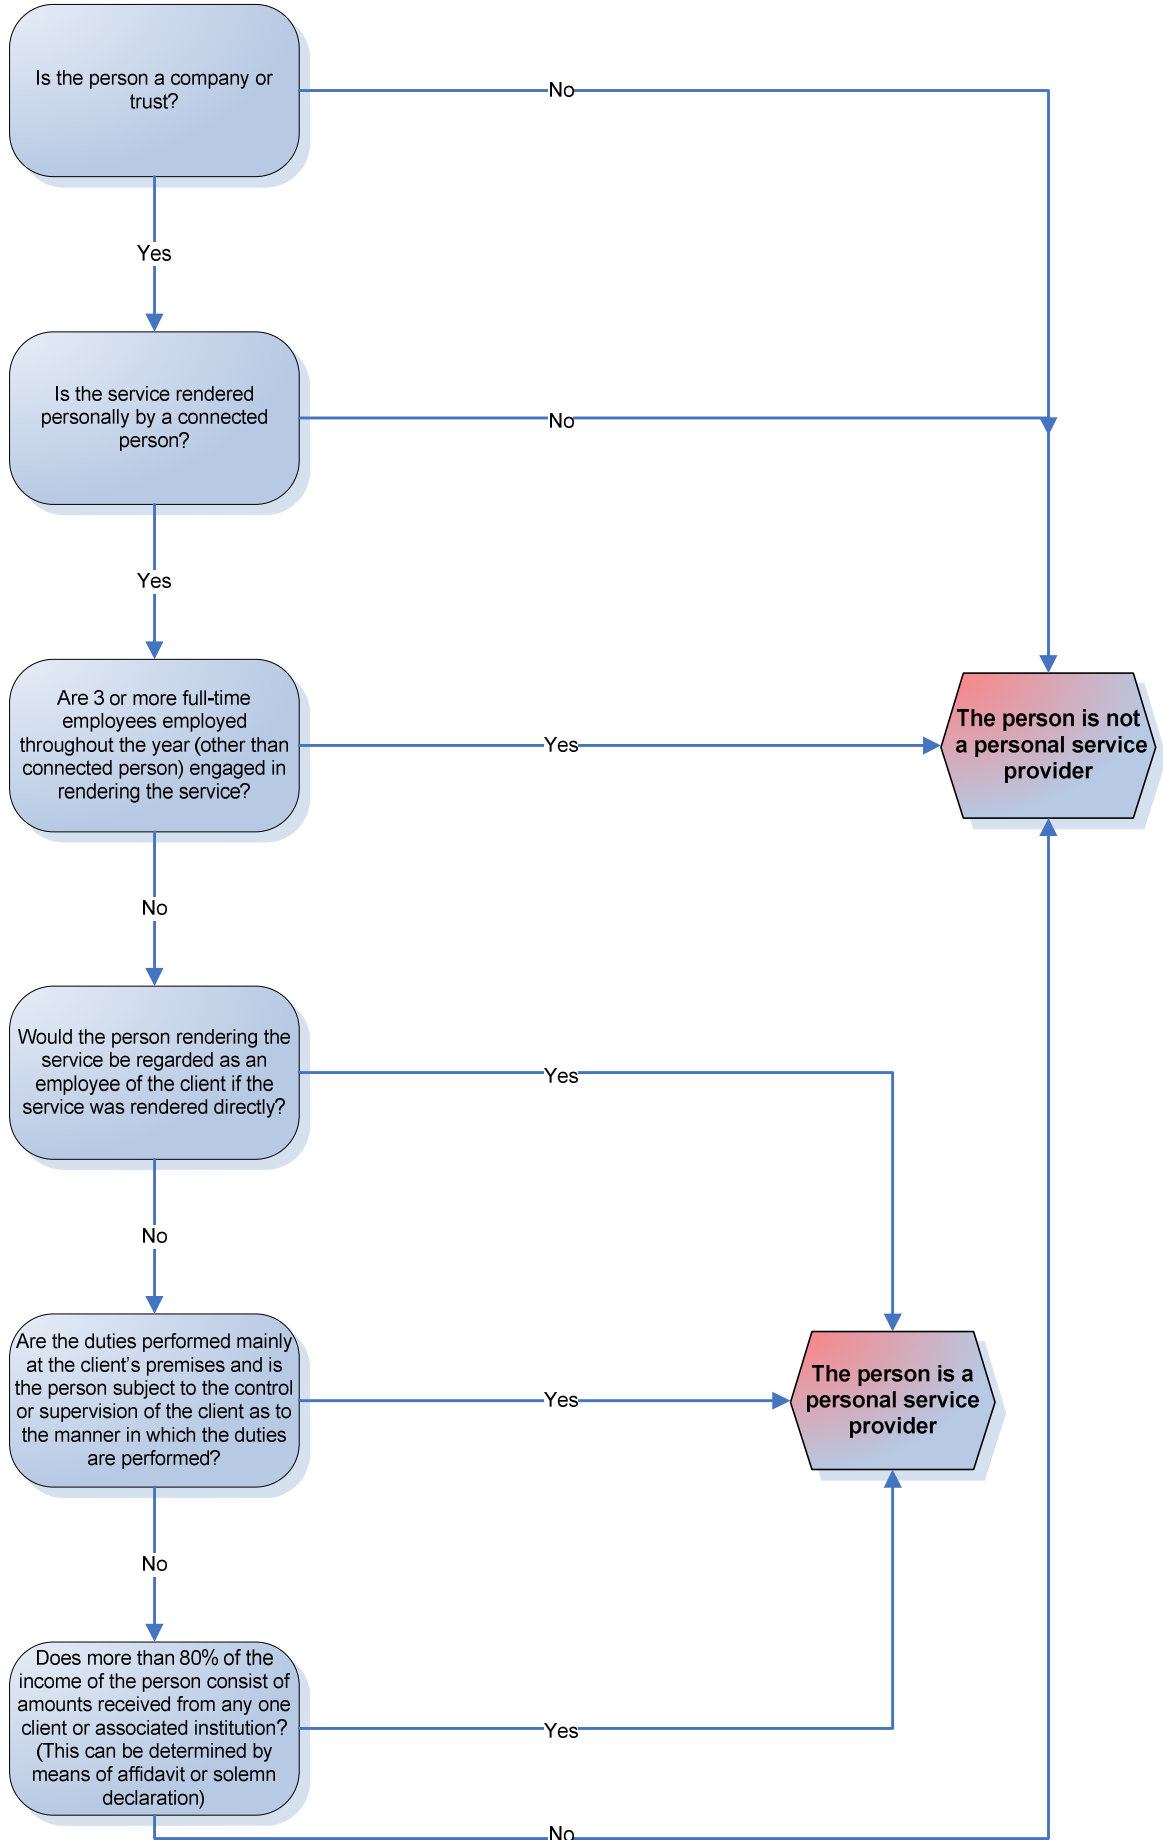 Is the person a company or
trust?
No
Yes
Is the service rendered
personally by a connected
person?
No
Yes
Are 3 or more full-time
employees employed
throughout the year (other than
connected person) engaged in
rendering the service?
Yes
The person is not
a personal service
provider
No
Would the person rendering the
service be regarded as an
employee of the client if the
service was rendered directly?
Yes
No
Are the duties performed mainly
at the client's premises and is
the person subject to the control
or supervision of the client as to
the manner in which the duties
are performed?
Yes
The person is a
personal service
provider
No
Does more than 80% of the
income of the person consist of
amounts received from any one
client or associated institution?
(This can be determined by
means of affidavit or solemn
declaration)
Yes
No